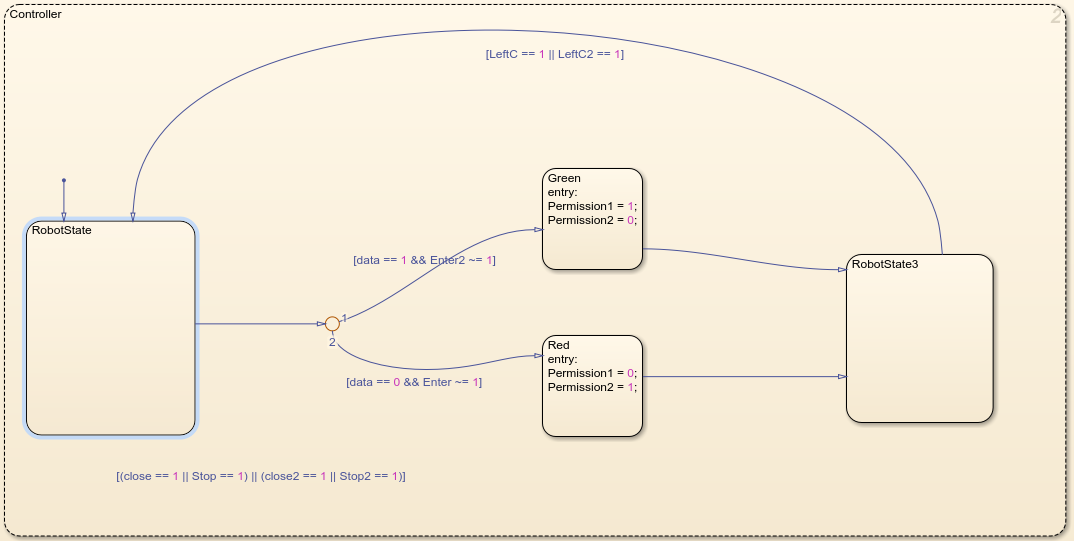 Controller
2
[LeftC == 1 || LeftC2 == 1]
Green
entry:
Permission1 = 1;
Permission2 = 0;
RobotState
[data == 1 && Enter2 ~= 1]
RobotState3
1
2
Red
entry:
Permission1 = 0;
Permission2 = 1;
[data == 0 && Enter ~= 1]
[(close == 1 || Stop == 1) || (close2 == 1 || Stop2 == 1)]